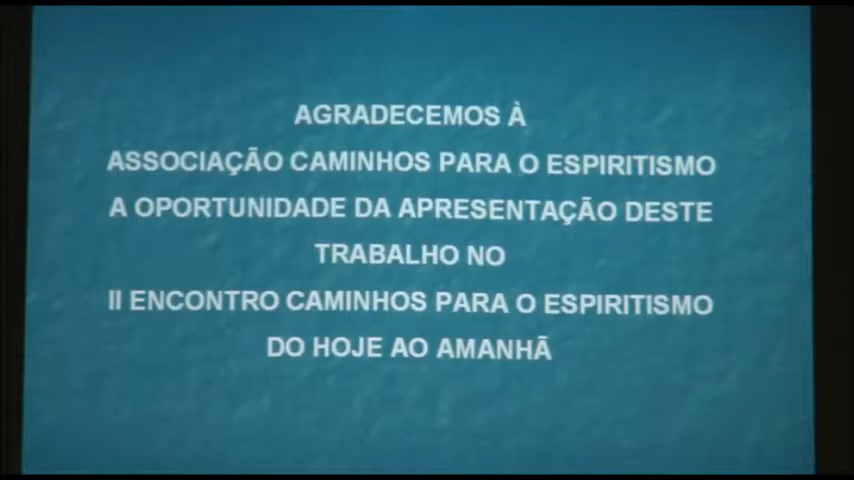 AGRADECEMOS À
ASSOCIAÇÃO CAMINHOS PARA O ESPIRITISMO
A OPORTUNIDADE DA APRESENTAÇÃO DESTE
TRABALHO NO
II ENCONTRO CAMINHOS PARA O ESPIRITISMO
DO HOJE AO AMANHÃ